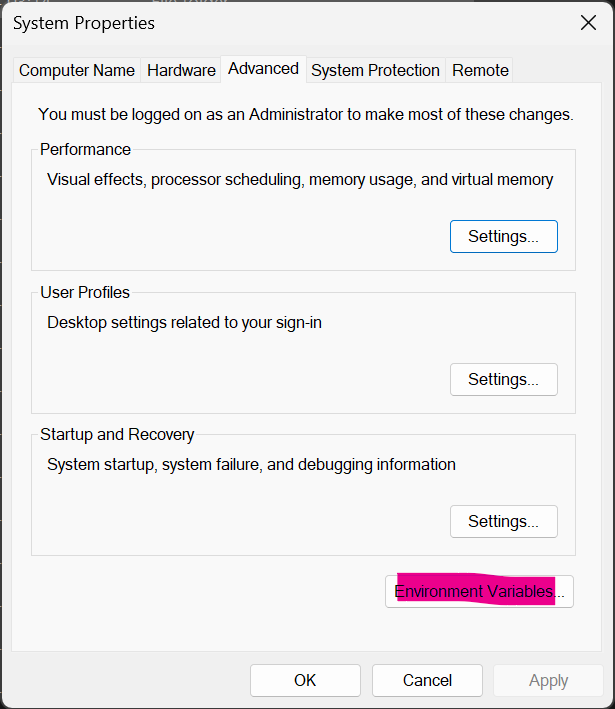 System Properties
Computer Name Hardware Advanced System Protection Remote
You must be logged on as an Administrator to make most of these changes.
Performance
Visual effects, processor scheduling, memory usage, and virtual memory
Settings...
User Profiles
Desktop settings related to your sign-in
Settings...
Startup and Recovery
System startup, system failure, and debugging information
Settings...
Environment Variables...
OK Cancel Apply